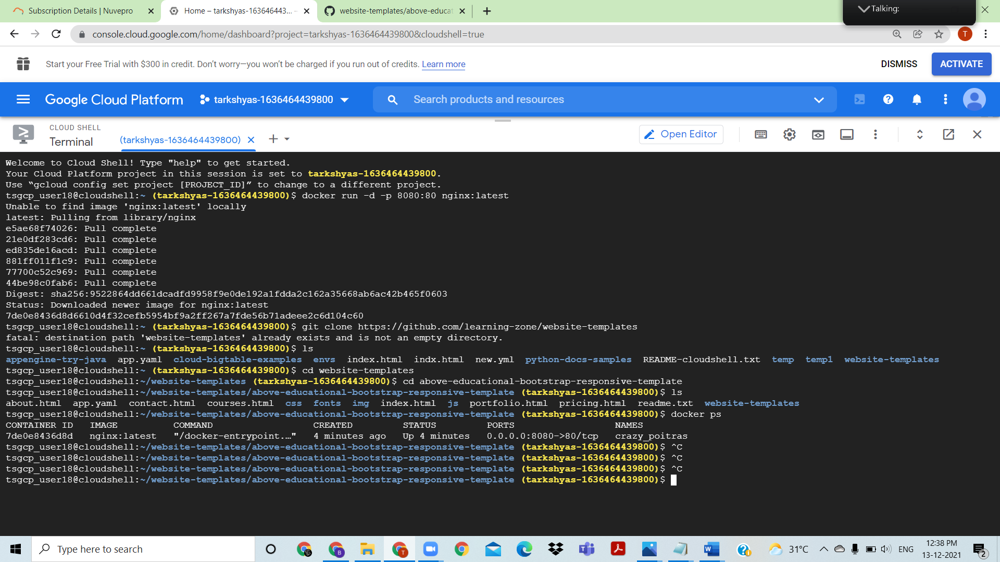 Subscription Details | Nuvepro
Home – tarkshyas-163646443... –
website-templates/above-educat
Talking:
console.cloud.google.com/home/dashboard?project=tarkshyas-1636464439800&cloudshell=true
T
Start your Free Trial with $300 in credit. Don't worry—you won't be charged if you run out of credits. Learn more
DISMISS
ACTIVATE
Google Cloud Platform
tarkshyas-1636464439800
Search products and resources
CLOUD SHELL
Terminal
(tarkshyas-1636464439800)
Open Editor
Welcome to Cloud Shell! Type "help" to get started.
Your Cloud Platform project in this session is set to tarkshyas-1636464439800.
Use “gcloud config set project [PROJECT_ID]” to change to a different project.
tsgcp_user18@cloudshell:~ (tarkshyas-1636464439800)$ docker run -d -p 8080:80 nginx:latest
Unable to find image 'nginx:latest' locally
latest: Pulling from library/nginx
e5ae68f74026: Pull complete
21e0df283cd6: Pull complete
ed835de16acd: Pull complete
881ff011f1c9: Pull complete
77700c52c969: Pull complete
44be98c0fab6: Pull complete
Digest: sha256:9522864dd661dcadfd9958f9e0de192a1fdda2c162a35668ab6ac42b465f0603
Status: Downloaded newer image for nginx:latest
7de0e8436d8d6610d4f32cefb5954bf9a2ff267a7fde56b71adeee2c6d104c60
tsgcp_user18@cloudshell:~ (tarkshyas-1636464439800)$ git clone https://github.com/learning-zone/website-templates
fatal: destination path 'website-templates' already exists and is not an empty directory.
tsgcp_user18@cloudshell:~ (tarkshyas-1636464439800)$ ls
appengine-try-java app.yaml cloud-bigtable-examples envs index.html indx.html new.yml python-docs-samples README-cloudshell.txt temp temp1 website-templates
tsgcp_user18@cloudshell:~ (tarkshyas-1636464439800)$ cd website-templates
tsgcp_user18@cloudshell:~/website-templates (tarkshyas-1636464439800)$ cd above-educational-bootstrap-responsive-template
tsgcp_user18@cloudshell:~/website-templates/above-educational-bootstrap-responsive-template (tarkshyas-1636464439800)$ ls
about.html app.yaml contact.html courses.html css fonts img index.html js portfolio.html pricing.html readme.txt website-templates
tsgcp_user18@cloudshell:~/website-templates/above-educational-bootstrap-responsive-template (tarkshyas-1636464439800)$ docker ps
CONTAINER ID IMAGE COMMAND CREATED STATUS PORTS NAMES
7de0e8436d8d nginx:latest "/docker-entrypoint.…" 4 minutes ago Up 4 minutes 0.0.0.0:8080->80/tcp crazy_poitras
tsgcp_user18@cloudshell:~/website-templates/above-educational-bootstrap-responsive-template (tarkshyas-1636464439800)$ ^C
tsgcp_user18@cloudshell:~/website-templates/above-educational-bootstrap-responsive-template (tarkshyas-1636464439800)$ ^C
tsgcp_user18@cloudshell:~/website-templates/above-educational-bootstrap-responsive-template (tarkshyas-1636464439800)$ ^C
tsgcp_user18@cloudshell:~/website-templates/above-educational-bootstrap-responsive-template (tarkshyas-1636464439800)$
Type here to search
31°C
ENG
12:38 PM
13-12-2021
2